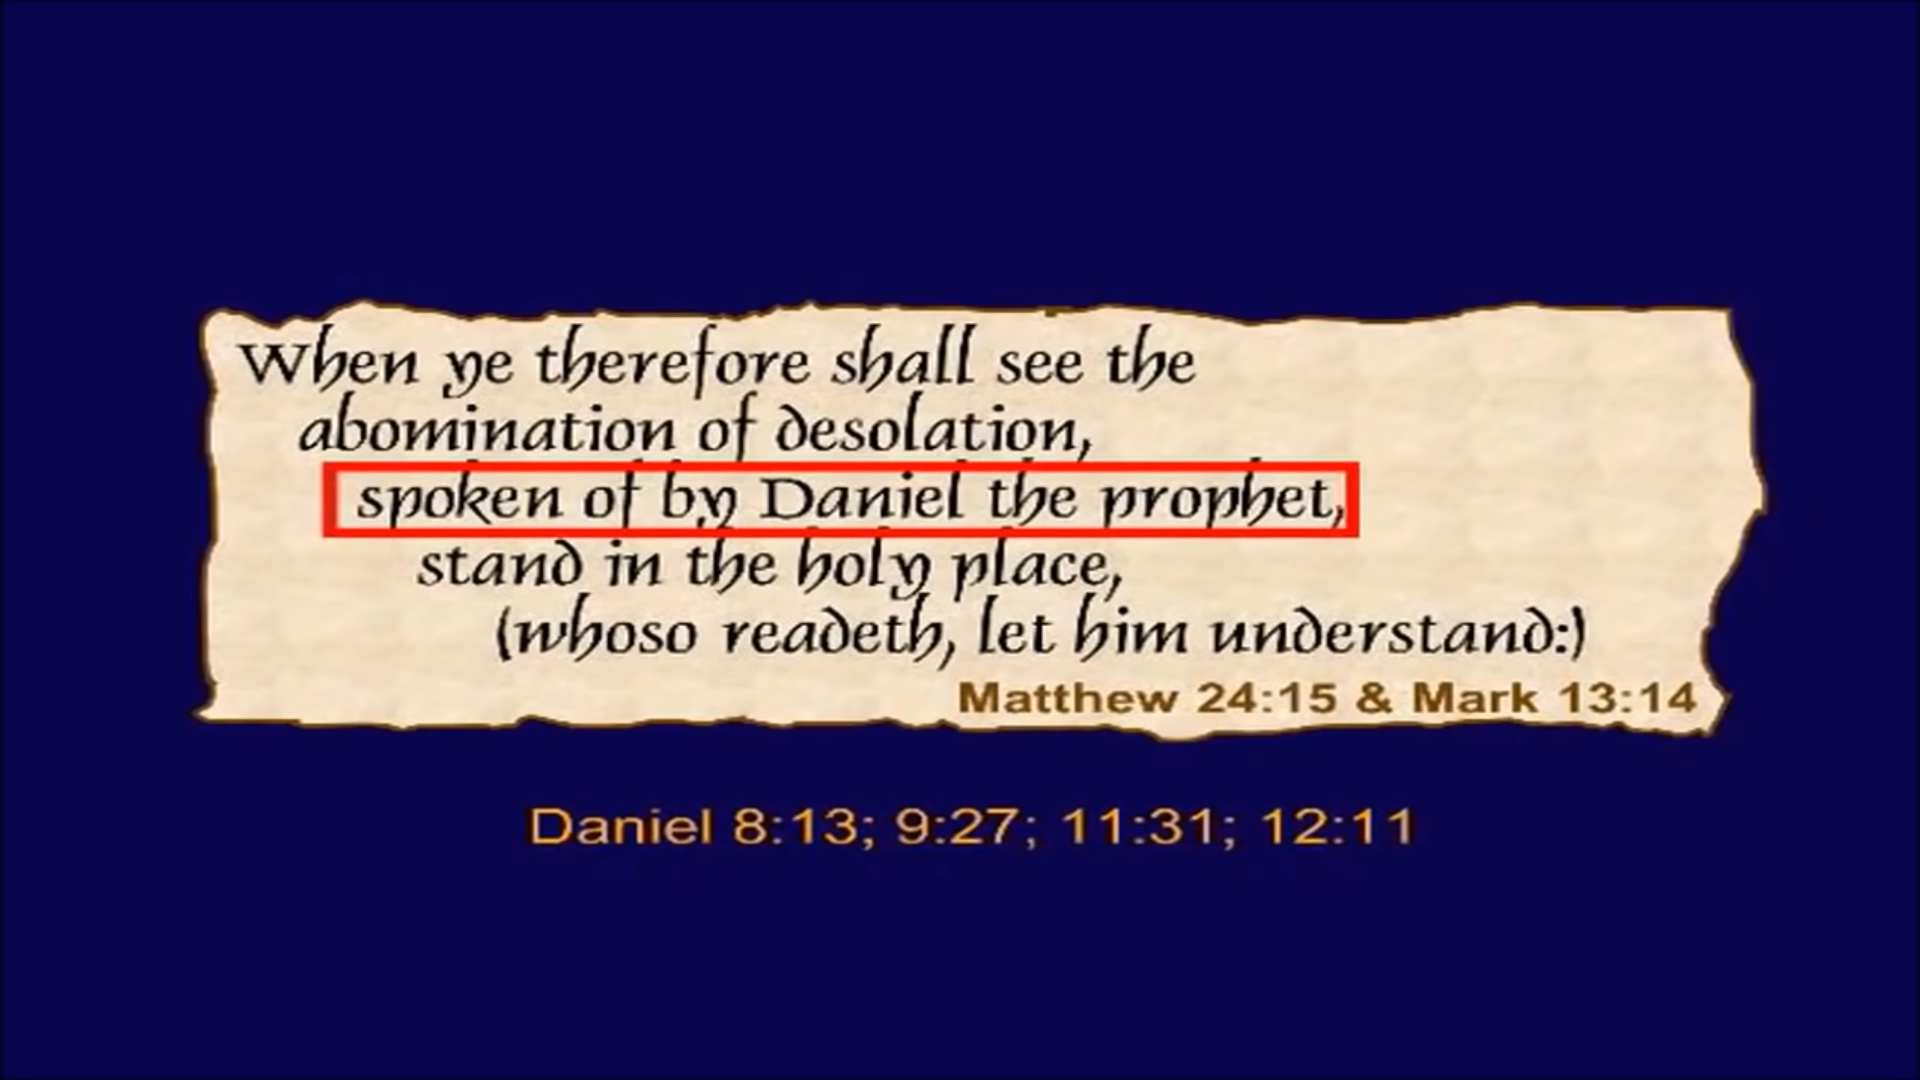 When ye therefore shall see the
abomination of desolation,
spoken of by Daniel the prophet,
stand in the holy place,
(whoso readeth, let him understand:)
Matthew 24:15 & Mark 13:14
Daniel 8:13; 9:27; 11:31; 12:11